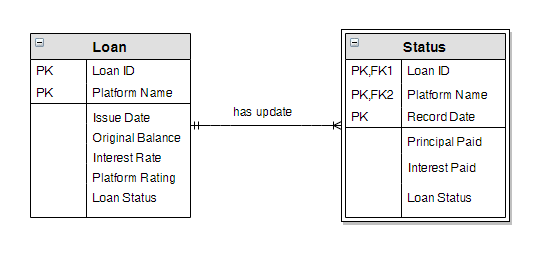 Loan
PK Loan ID
PK Platform Name
Issue Date
Original Balance
Interest Rate
Platform Rating
Loan Status
has update
Status
PK,FK1 Loan ID
PK,FK2 Platform Name
PK Record Date
Principal Paid
Interest Paid
Loan Status